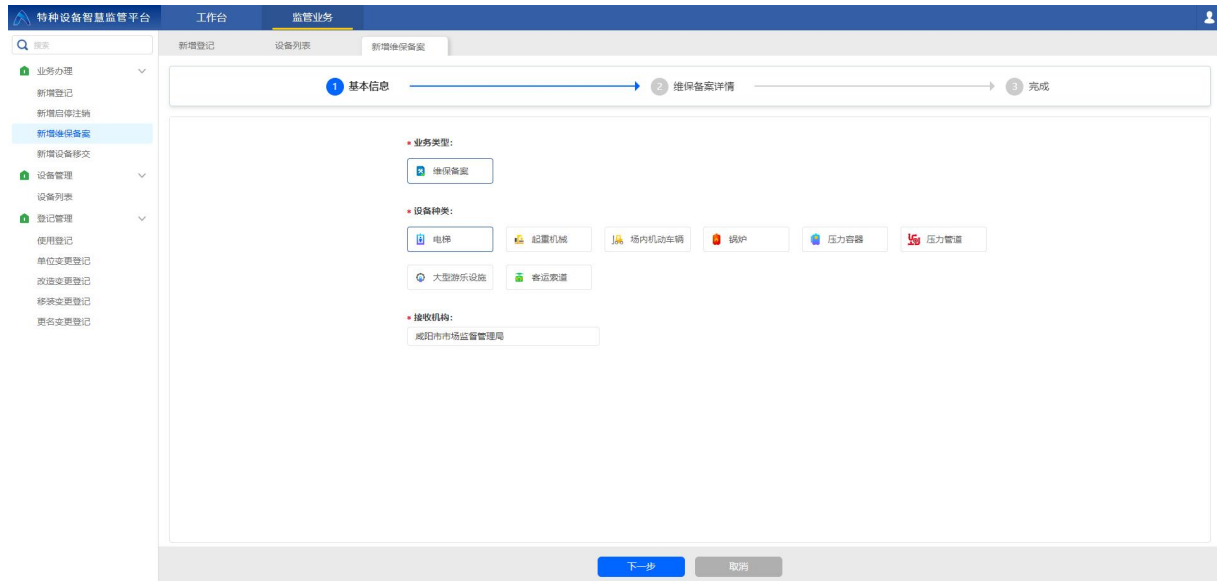 特种设备智慧监管平台 工作台 监管业务
搜索 新增登记 设备列表 新增维保备案
业务办理
新增登记
新增启停注销
新增维保备案
新增设备移交
设备管理
设备列表
登记管理
使用登记
单位变更登记
改造变更登记
移装变更登记
更名变更登记
1 基本信息 2 维保备案详情 3 完成
* 业务类型:
维保备案
* 设备种类:
电梯 起重机械 场内机动车辆 锅炉 压力容器 压力管道
大型游乐设施 客运索道
* 接收机构:
咸阳市市场监督管理局
下一步 取消